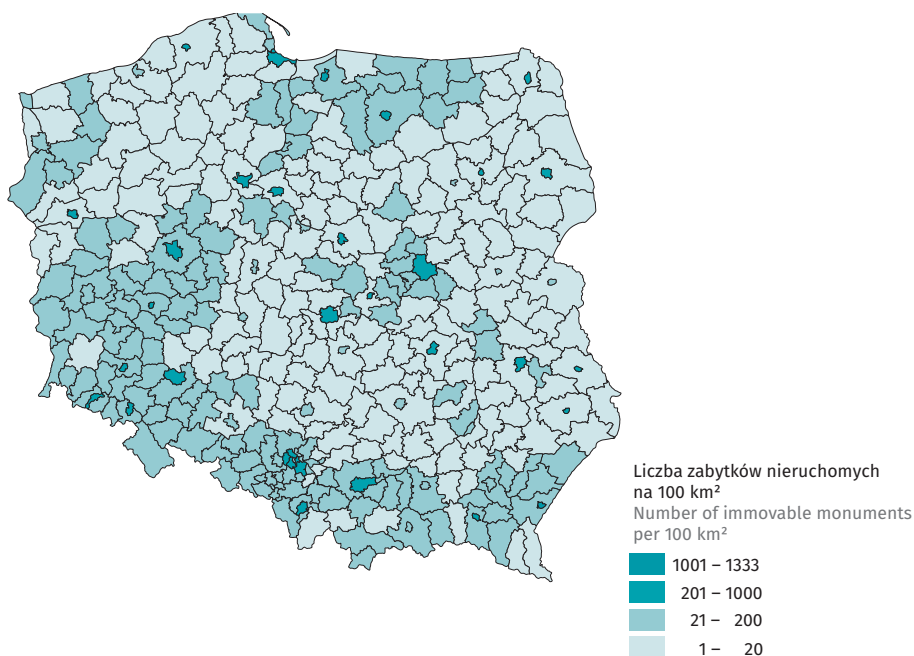 Liczba zabytków nieruchomych
na 100 km²
Number of immovable monuments
per 100 km²
1001 – 1333
201 – 1000
21 – 200
1 – 20